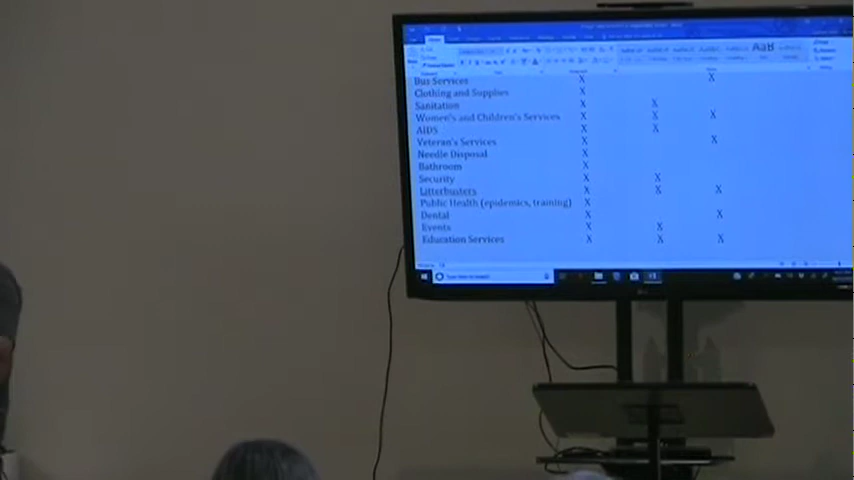 Bus Services X X
Clothing and Supplies X
Sanitation X X
Women's and Children's Services X X X
AIDS X X
Veteran's Services X X
Needle Disposal X
Bathroom X
Security X X
Litterbusters X X X
Public Health (epidemics, training) X
Dental X X
Events X X
Education Services X X X